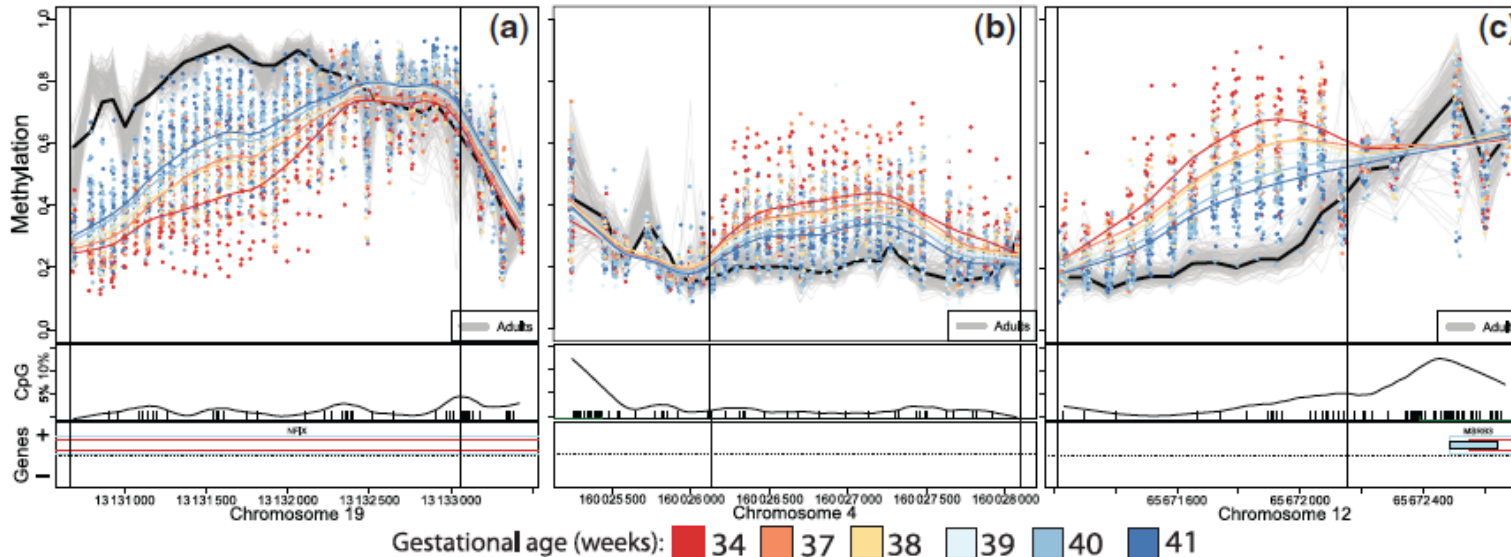 (a) (b) (c)
Methylation
1.0
0.8
0.6
0.4
0.2
0.0
Adults Adults Adult
CpG
10%
5%
Genes
+
−
NFIX
13 131 000 13 131 500 13 132 000 13 132 500 13 133 000
160 025 500 160 026 000 160 026 500 160 027 000 160 027 500 160 028 000
65 671 600 65 672 000 65 672 400
Chromosome 19 Chromosome 4 Chromosome 12
Gestational age (weeks): 34 37 38 39 40 41